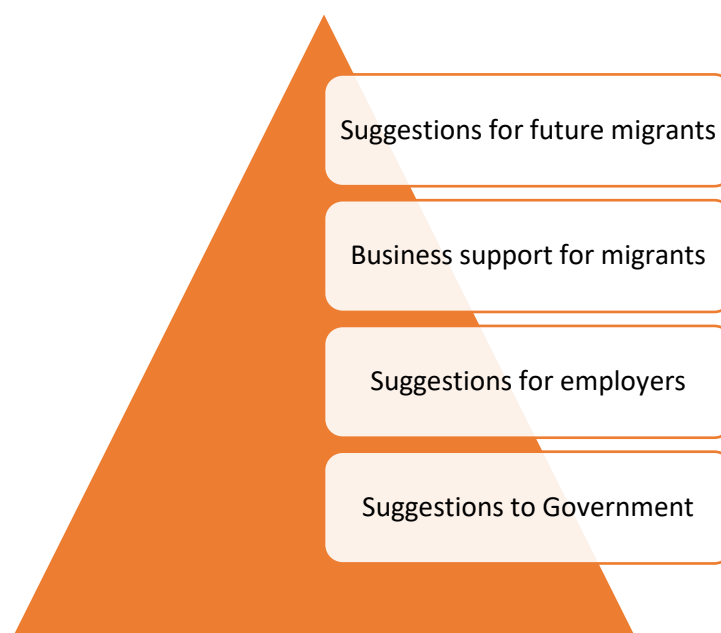 Suggestions for future migrants
Business support for migrants
Suggestions for employers
Suggestions to Government